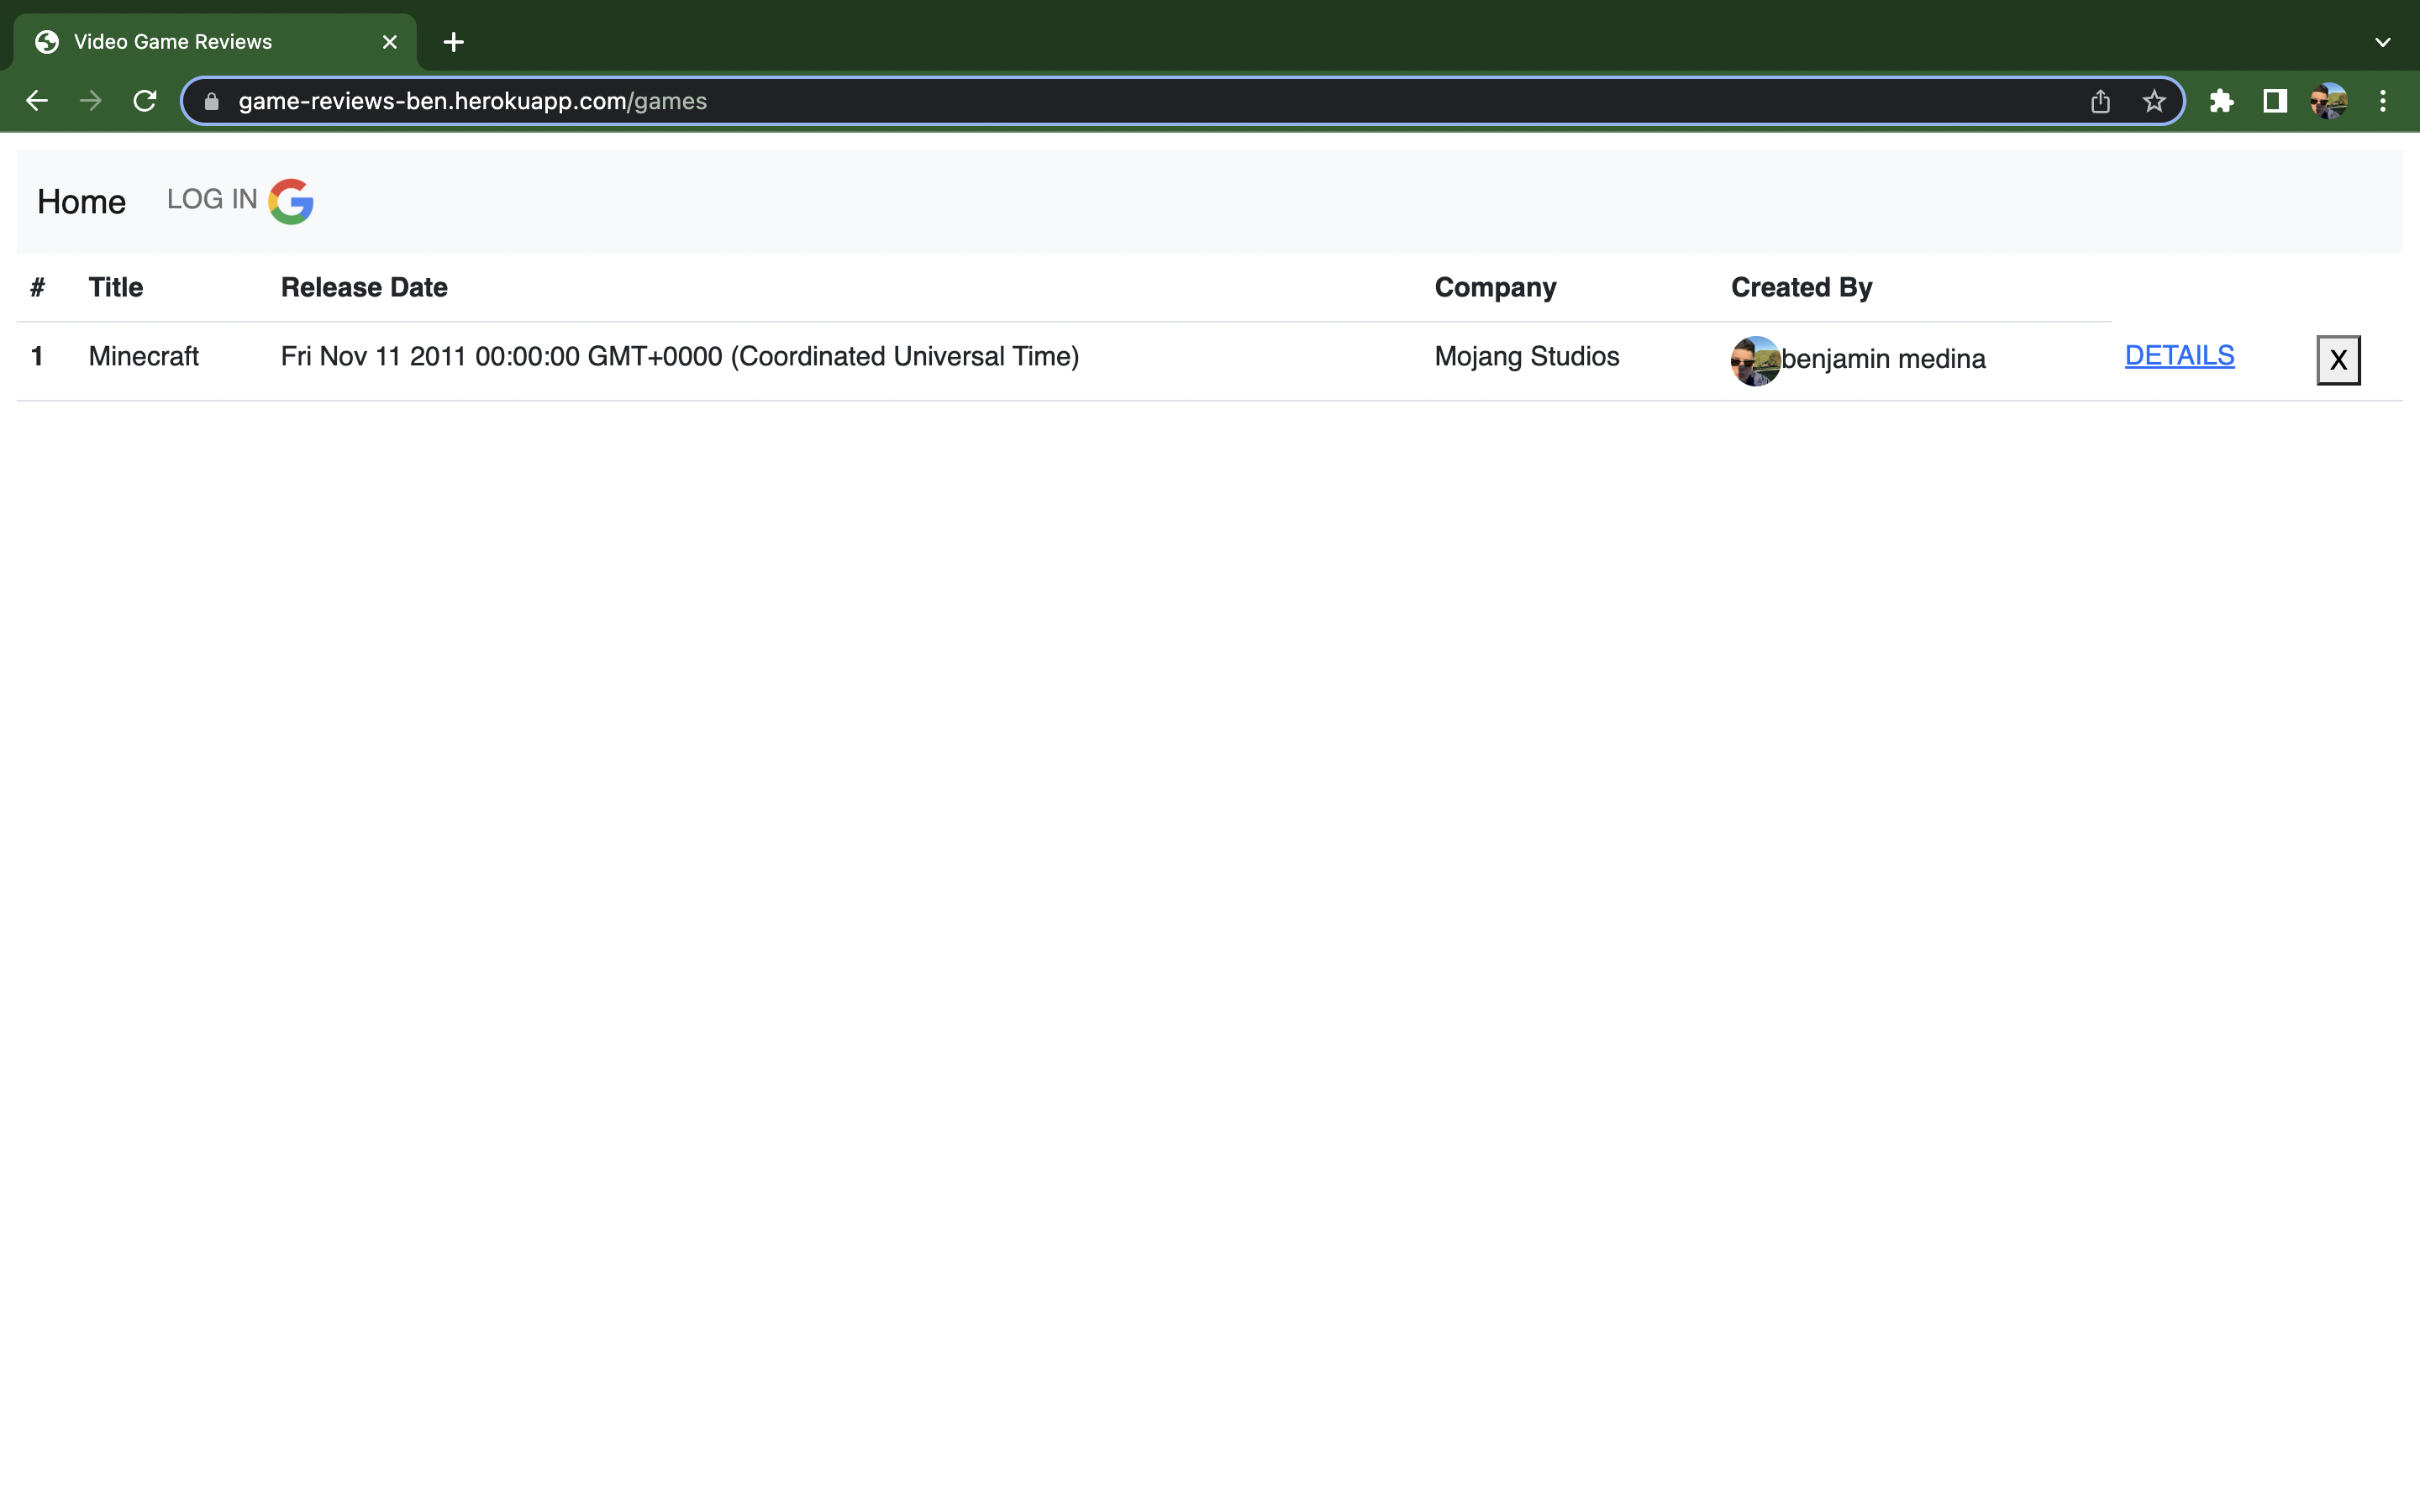 Video Game Reviews
game-reviews-ben.herokuapp.com/games
Home LOG IN
# Title Release Date Company Created By
1 Minecraft Fri Nov 11 2011 00:00:00 GMT+0000 (Coordinated Universal Time) Mojang Studios benjamin medina DETAILS X